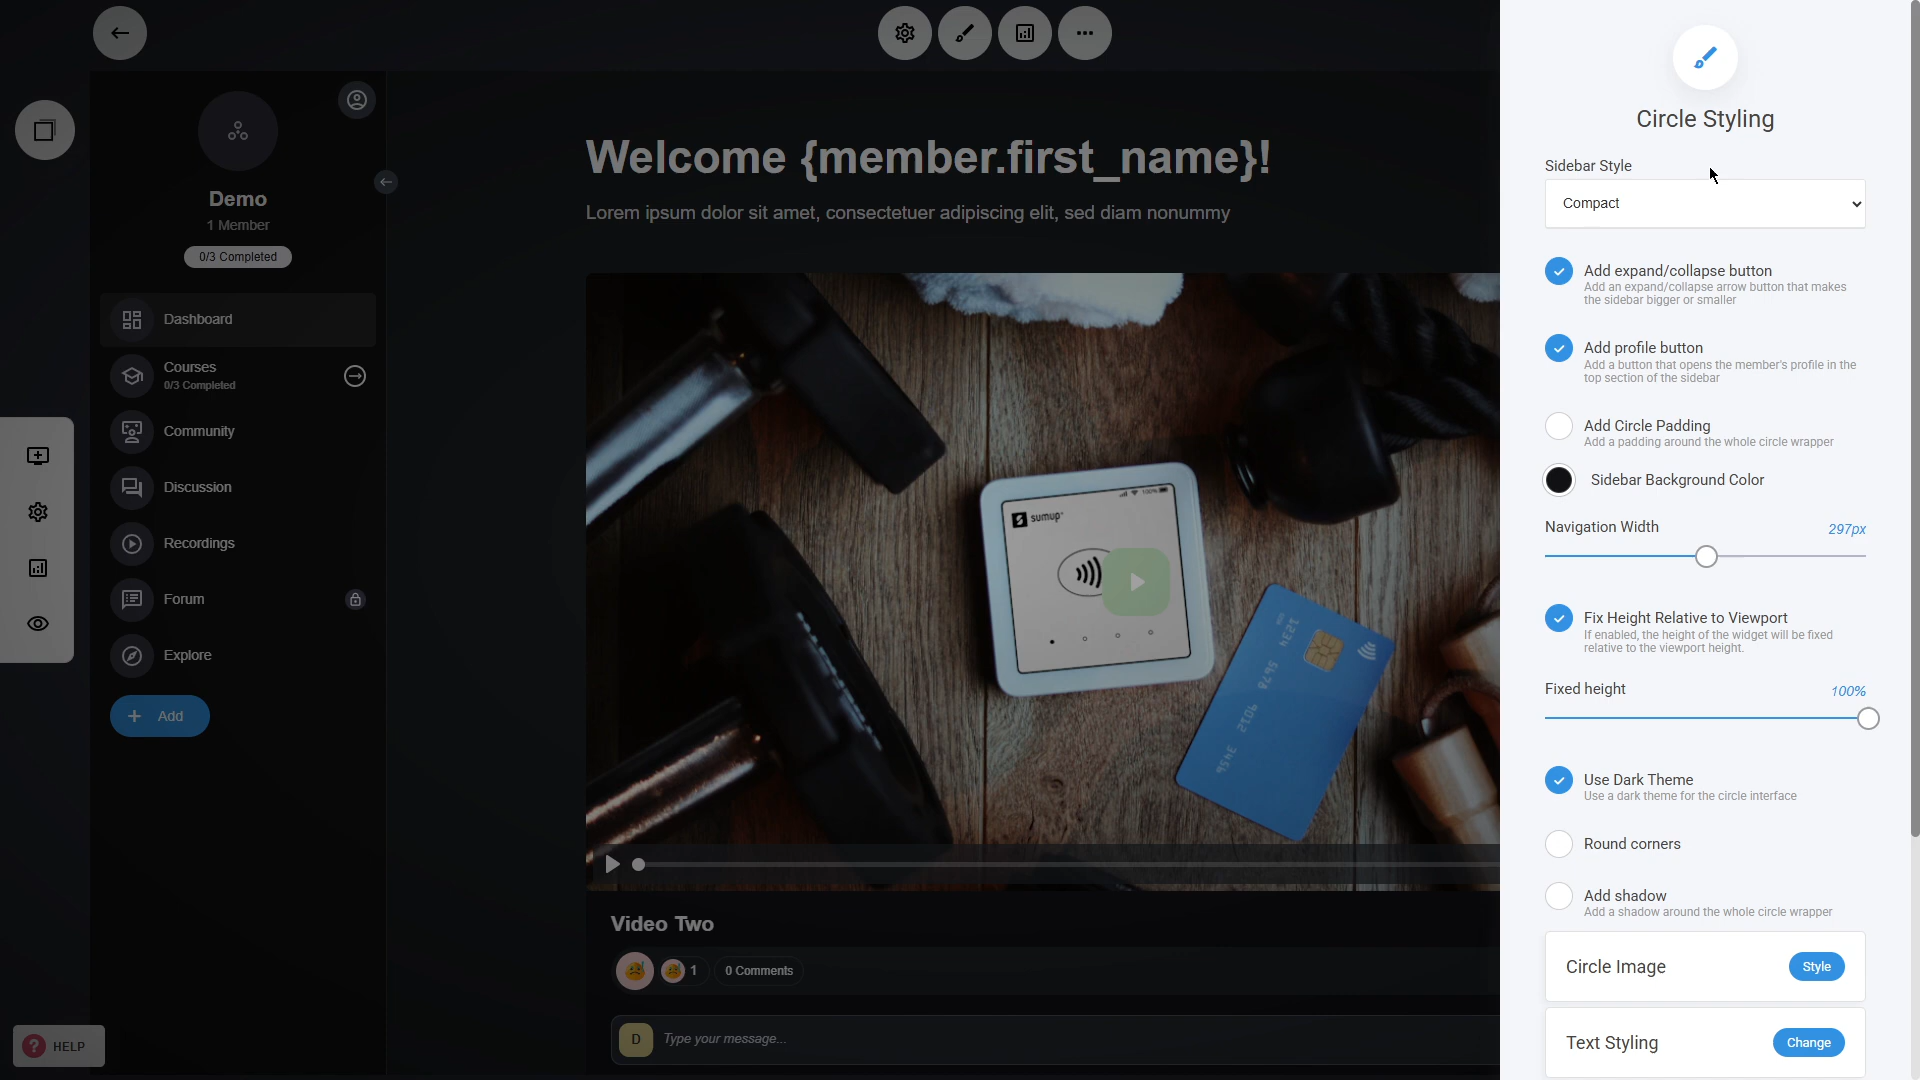 Demo
1 Member
0/3 Completed
Dashboard
Courses
0/3 Completed
Community
Discussion
Recordings
Forum
Explore
Add
HELP
Welcome {member.first_name}!
Lorem ipsum dolor sit amet, consectetuer adipiscing elit, sed diam nonummy
100%
sumup
Video Two
1
0 Comments
D
Type your message...
Circle Styling
Sidebar Style
Compact
Add expand/collapse button
Add an expand/collapse arrow button that makes
the sidebar bigger or smaller
Add profile button
Add a button that opens the member's profile in the
top section of the sidebar
Add Circle Padding
Add a padding around the whole circle wrapper
Sidebar Background Color
Navigation Width
297px
Fix Height Relative to Viewport
If enabled, the height of the widget will be fixed
relative to the viewport height.
Fixed height
100%
Use Dark Theme
Use a dark theme for the circle interface
Round corners
Add shadow
Add a shadow around the whole circle wrapper
Circle Image
Style
Text Styling
Change